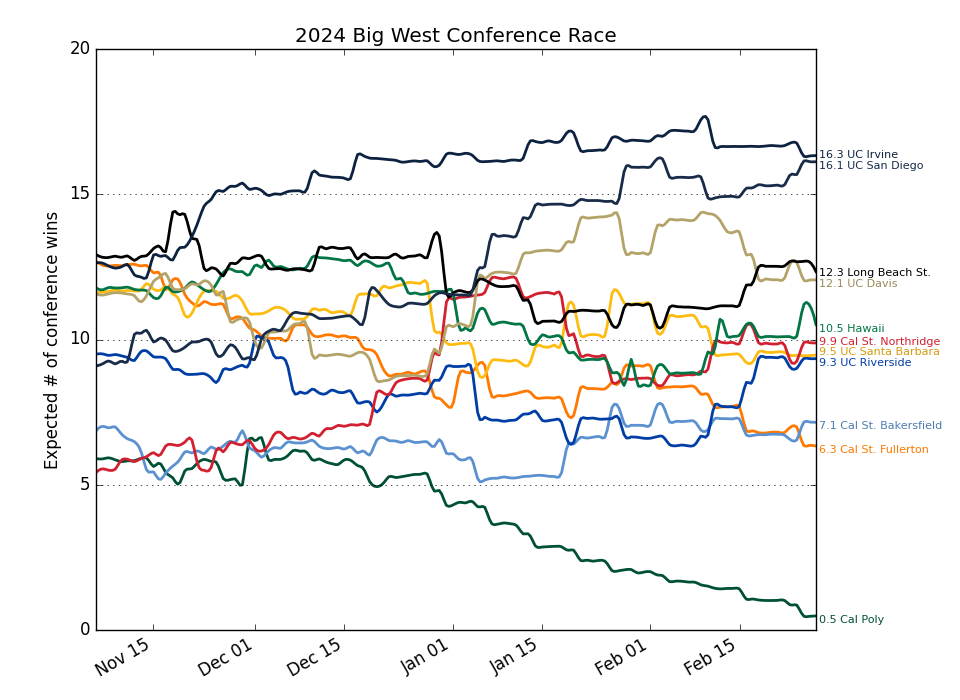 2024 Big West Conference Race
Expected # of conference wins
20
15
10
5
0
Nov 15
Dec 01
Dec 15
Jan 01
Jan 15
Feb 01
Feb 15
16.3 UC Irvine
16.1 UC San Diego
12.3 Long Beach St.
12.1 UC Davis
10.5 Hawaii
9.9 Cal St. Northridge
9.5 UC Santa Barbara
9.3 UC Riverside
7.1 Cal St. Bakersfield
6.3 Cal St. Fullerton
0.5 Cal Poly